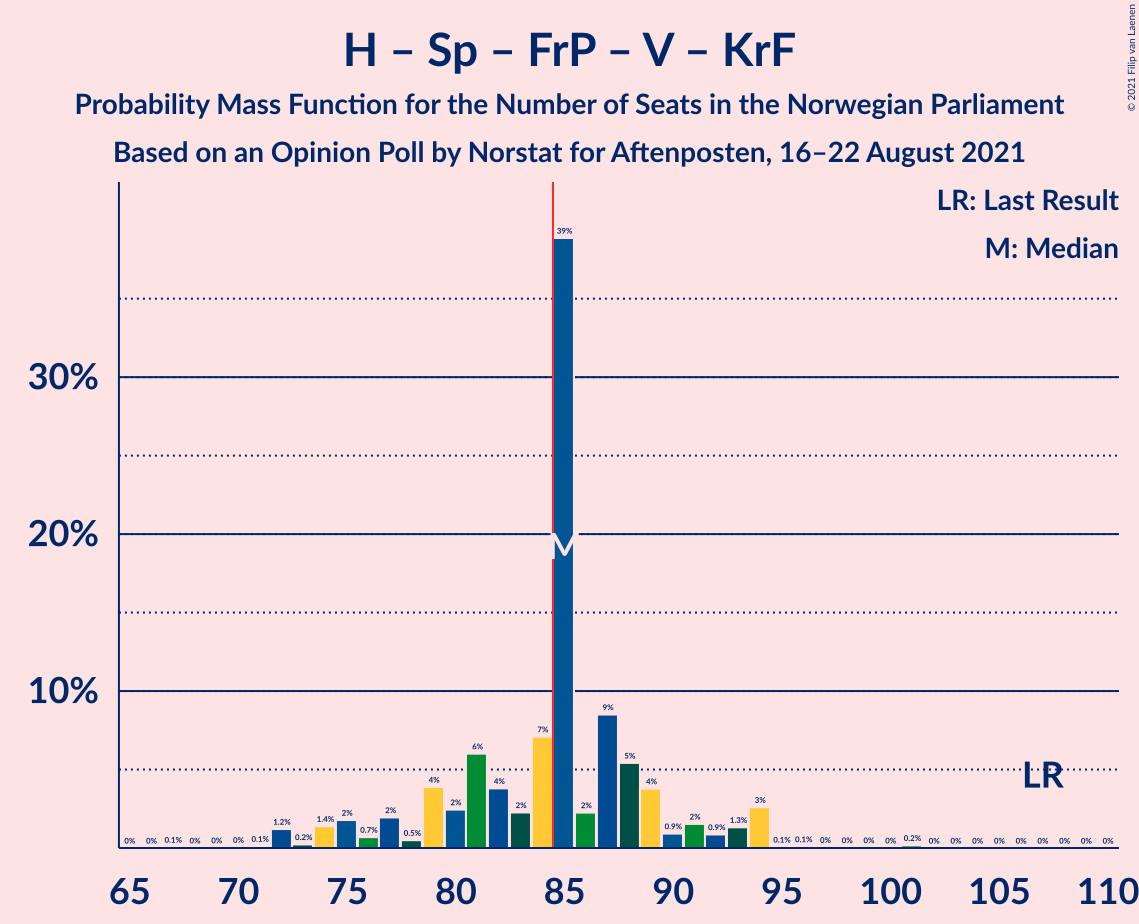 H – Sp – FrP – V – KrF
Probability Mass Function for the Number of Seats in the Norwegian Parliament
Based on an Opinion Poll by Norstat for Aftenposten, 16–22 August 2021
© 2021 Filip van Laenen
LR: Last Result
M: Median
30%
20%
10%
0% 0% 0.1% 0% 0% 0% 0.1% 1.2% 0.2% 1.4% 2% 0.7% 2% 0.5% 4% 2% 6% 4% 2% 7% 39% 2% 9% 5% 4% 0.9% 2% 0.9% 1.3% 3% 0.1% 0.1% 0% 0% 0% 0% 0.2% 0% 0% 0% 0% 0% 0% 0% 0% 0%
M
LR
65 70 75 80 85 90 95 100 105 110